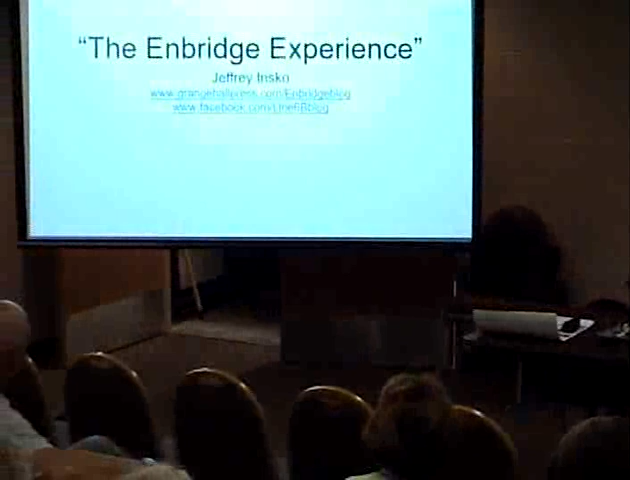 “The Enbridge Experience”
Jeffrey Insko
www.grangehallpress.com/Enbridgeblog
www.facebook.com/Line6Bblog